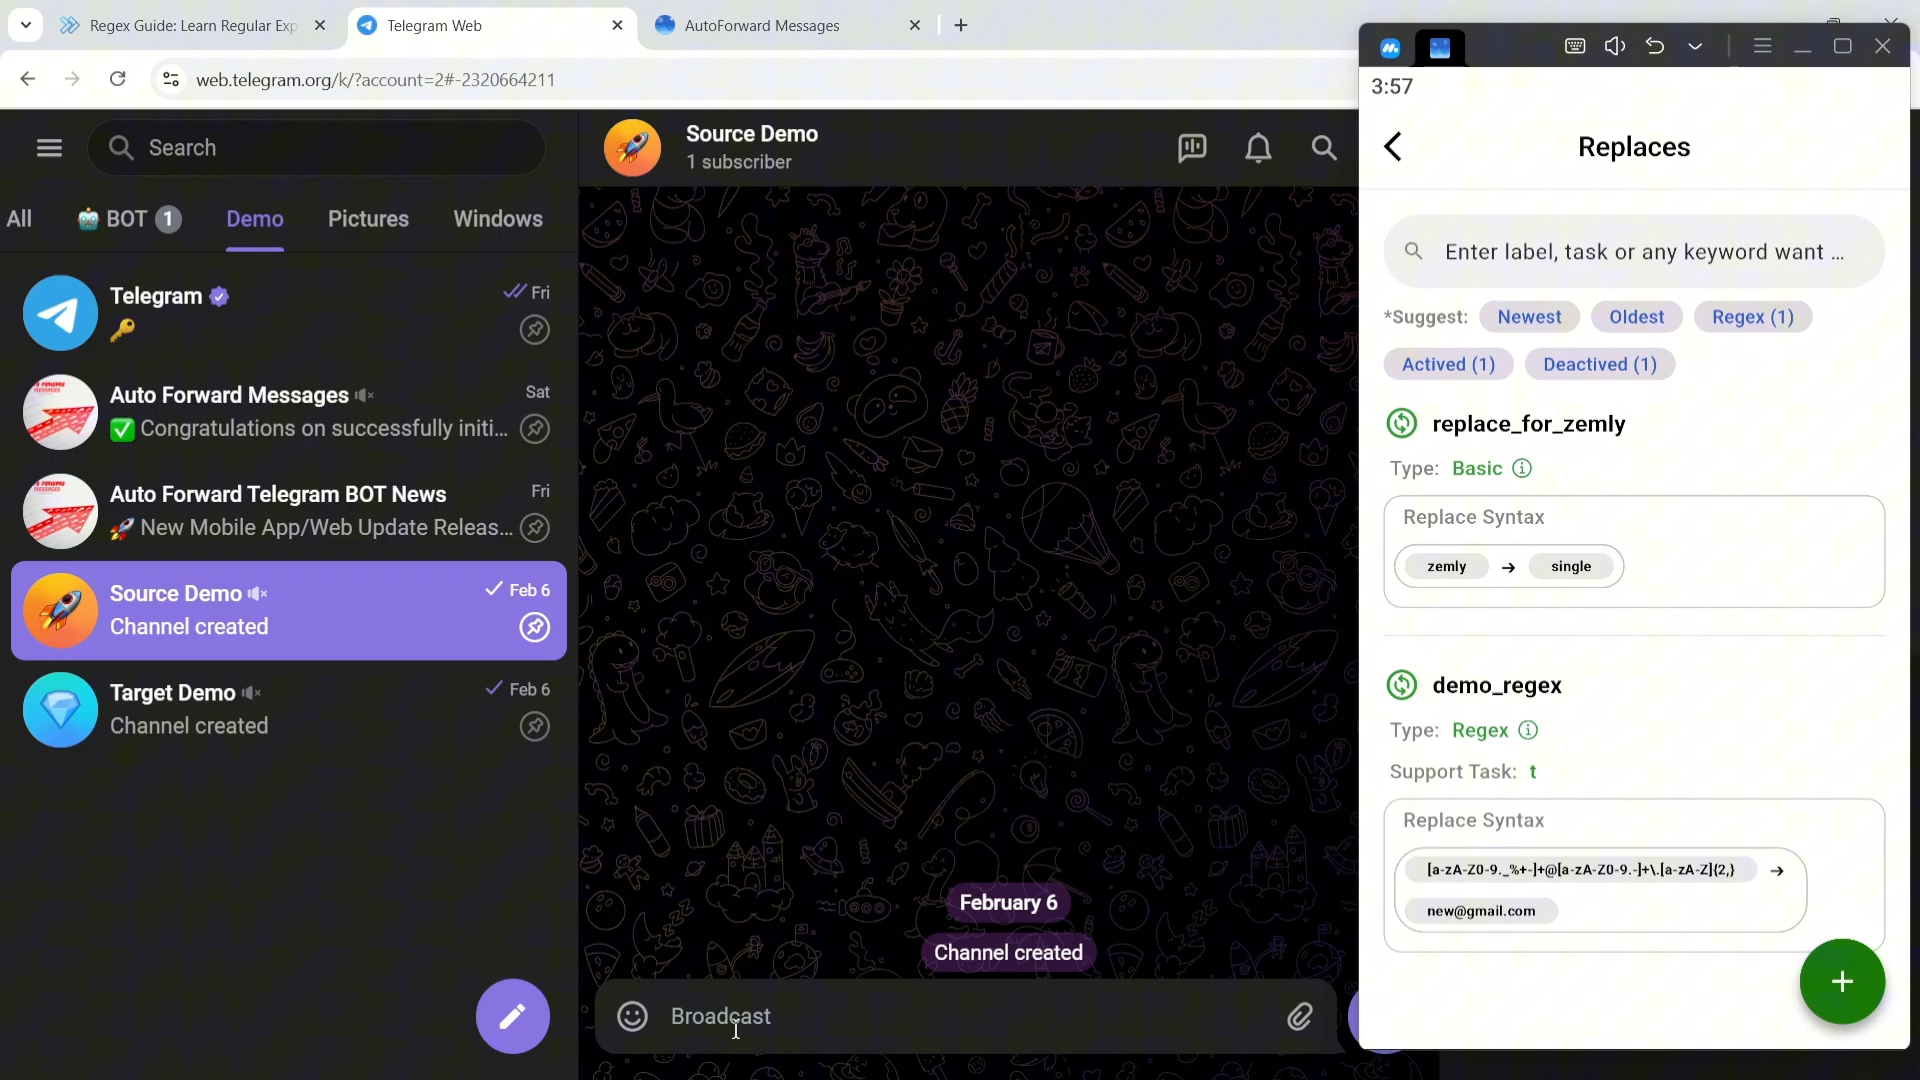 Regex Guide: Learn Regular Exp
Telegram Web
AutoForward Messages
web.telegram.org/k/?account=2#-2320664211
Search
All
BOT 1
Demo
Pictures
Windows
Telegram
Fri
Auto Forward Messages
Sat
✅ Congratulations on successfully initi...
Auto Forward Telegram BOT News
Fri
🚀 New Mobile App/Web Update Releas...
Source Demo
Feb 6
Channel created
Target Demo
Feb 6
Channel created
Source Demo
1 subscriber
February 6
Channel created
Broadcast
3:57
Replaces
Enter label, task or any keyword want ...
*Suggest: Newest Oldest Regex (1)
Actived (1) Deactived (1)
replace_for_zemly
Type: Basic
Replace Syntax
zemly → single
demo_regex
Type: Regex
Support Task: t
Replace Syntax
[a-zA-Z0-9._%+-]+@[a-zA-Z0-9.-]+\.[a-zA-Z]{2,} →
new@gmail.com